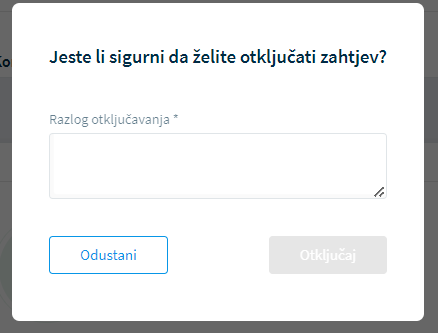 Jeste li sigurni da želite otključati zahtjev?
Razlog otključavanja *
Odustani
Otključaj